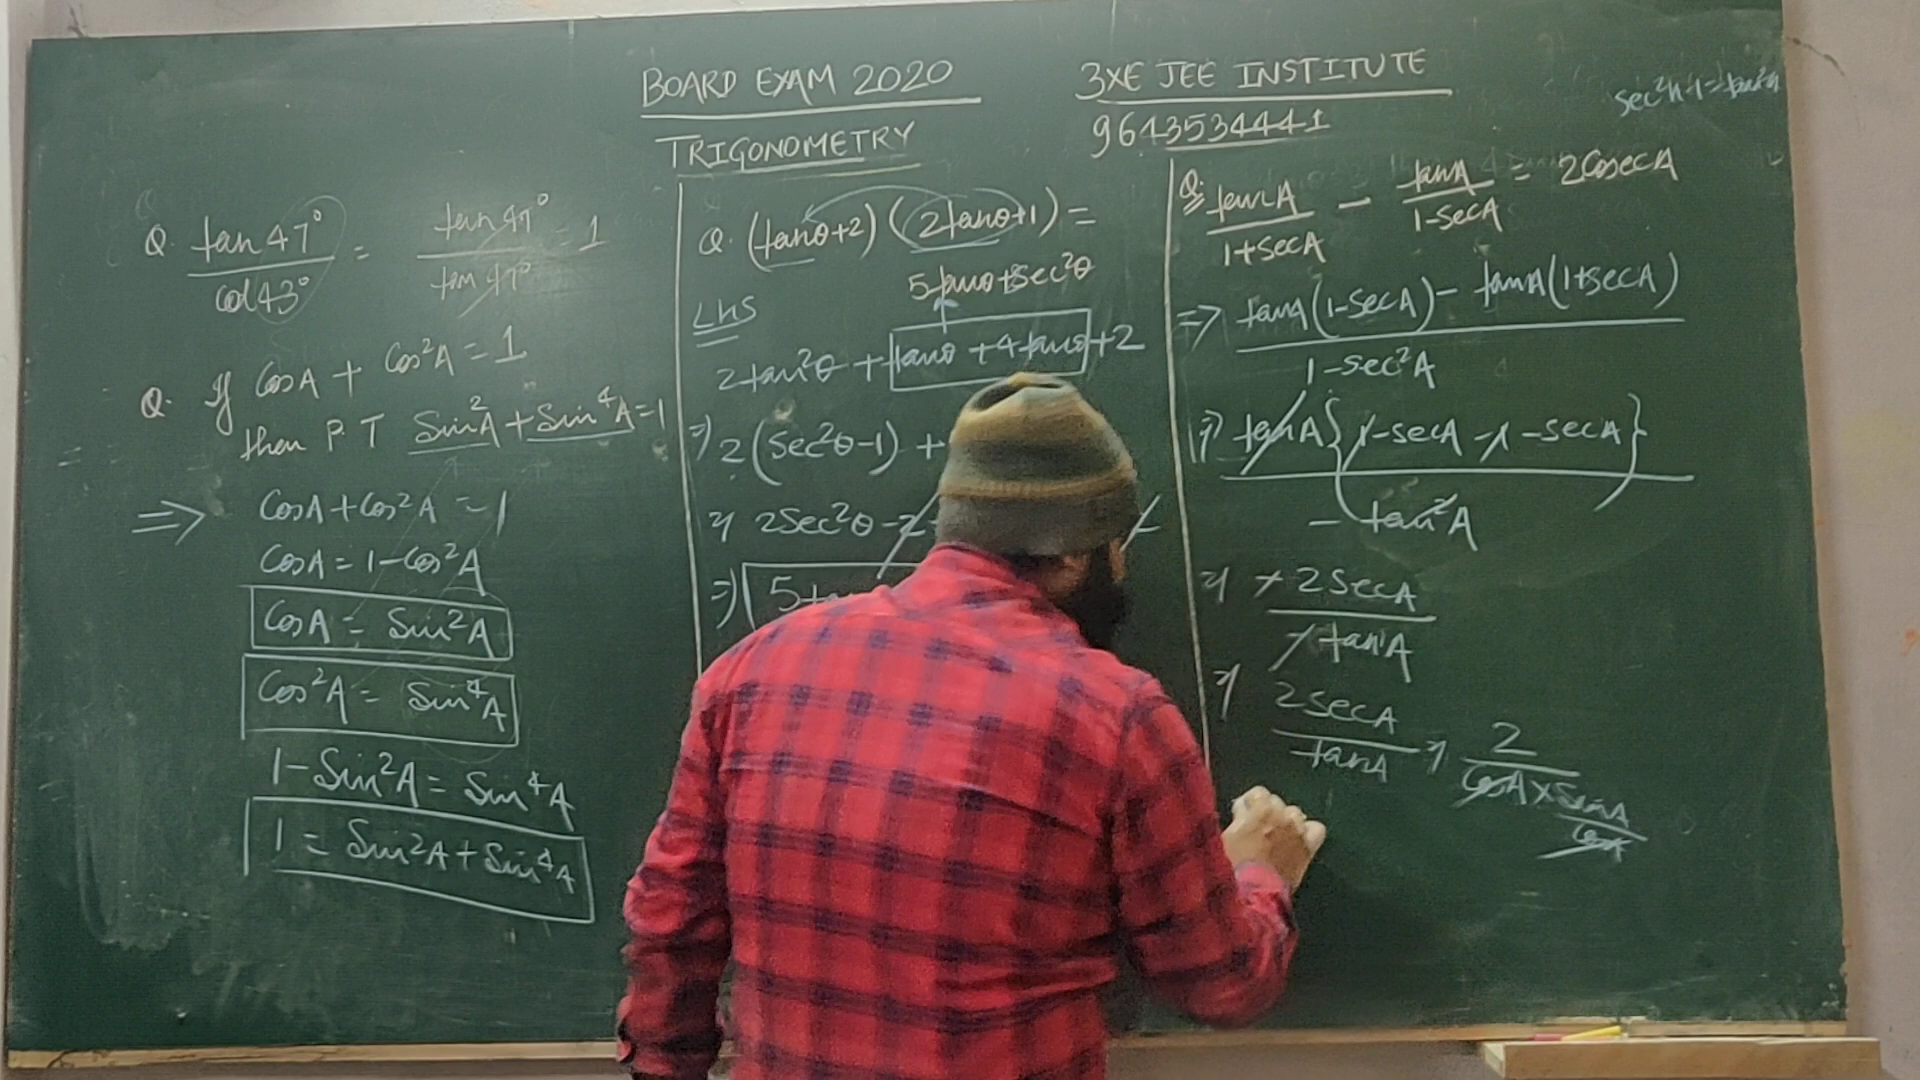 BOARD EXAM 2020
3XE JEE INSTITUTE
TRIGONOMETRY
9643534441
sec²A-1=tan²A
Q. tan47°/cot43° = tan47°/tan47° = 1
Q. If CosA + Cos²A = 1
then P.T Sin²A + Sin⁴A = 1
=> CosA + Cos²A = 1
CosA = 1-Cos²A
CosA = Sin²A
Cos²A = Sin⁴A
1-Sin²A = Sin⁴A
1 = Sin²A + Sin⁴A
Q. (tanθ+2) (2tanθ+1) =
5tanθ+2Sec²θ
LHS
2tan²θ + tanθ + 4tanθ + 2
=> 2(Sec²θ-1) +
=> 2Sec²θ-2
=> 5
Q. tanA/1+SecA - tanA/1-SecA = 2CosecA
=> tanA(1-SecA) - tanA(1+SecA)
1-Sec²A
=> tanA{1-SecA-1-SecA}
-tan²A
=> -2SecA
-tanA
=> 2SecA/tanA => 2/CosA×SinA/CosA